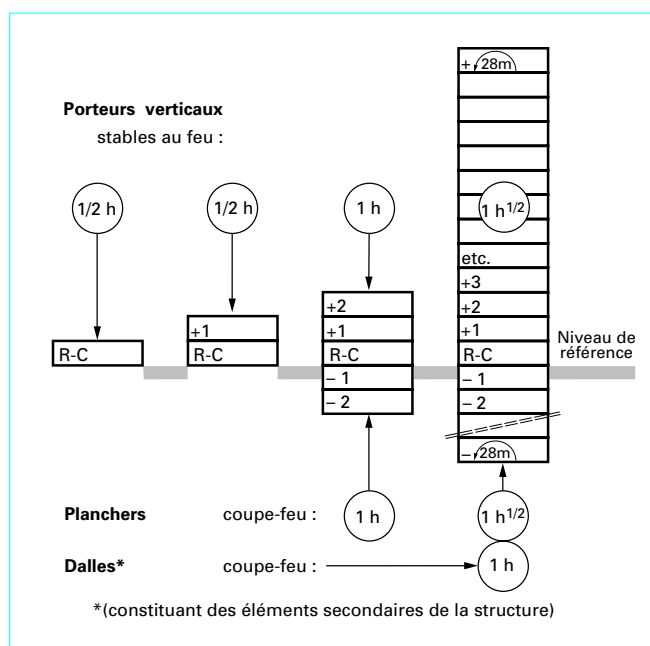 + 28m
Porteurs verticaux
stables au feu :
1/2 h
1/2 h
1 h
1 h1/2
etc.
+3
+2
+2
+1
+1
+1
Niveau de
référence
R-C
R-C
R-C
R-C
– 1
– 1
– 2
– 2
– 28m
Planchers coupe-feu : 1 h 1 h1/2
Dalles* coupe-feu : 1 h
*(constituant des éléments secondaires de la structure)